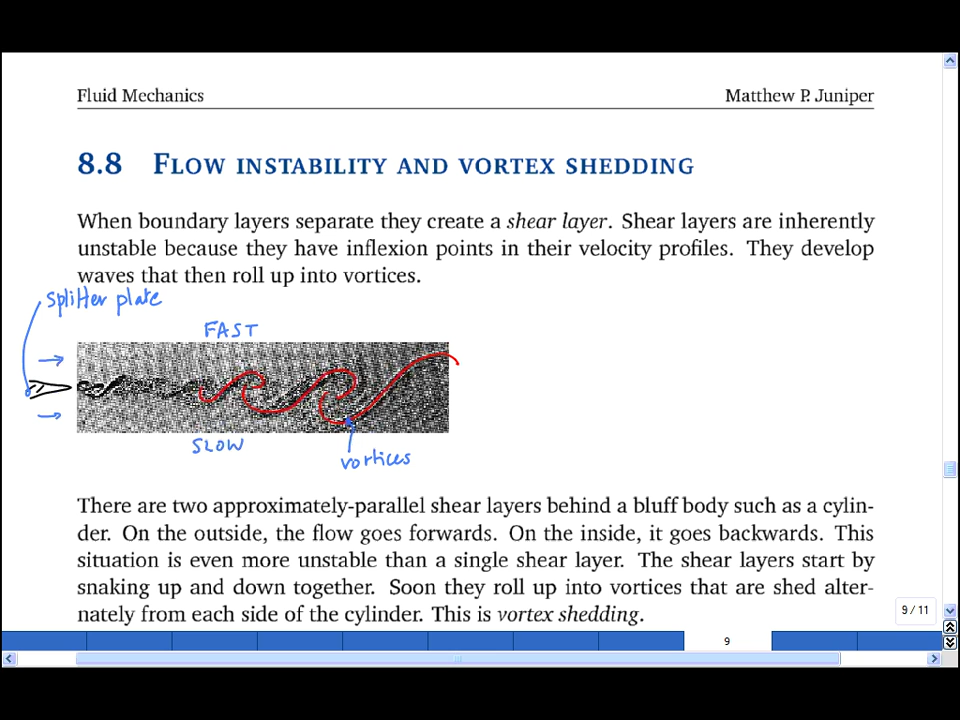 Fluid Mechanics Matthew P. Juniper
8.8 FLOW INSTABILITY AND VORTEX SHEDDING
When boundary layers separate they create a shear layer. Shear layers are inherently
unstable because they have inflexion points in their velocity profiles. They develop
waves that then roll up into vortices.
splitter plate
FAST
SLOW
vortices
There are two approximately-parallel shear layers behind a bluff body such as a cylin-
der. On the outside, the flow goes forwards. On the inside, it goes backwards. This
situation is even more unstable than a single shear layer. The shear layers start by
snaking up and down together. Soon they roll up into vortices that are shed alter-
nately from each side of the cylinder. This is vortex shedding.
9 / 11
9